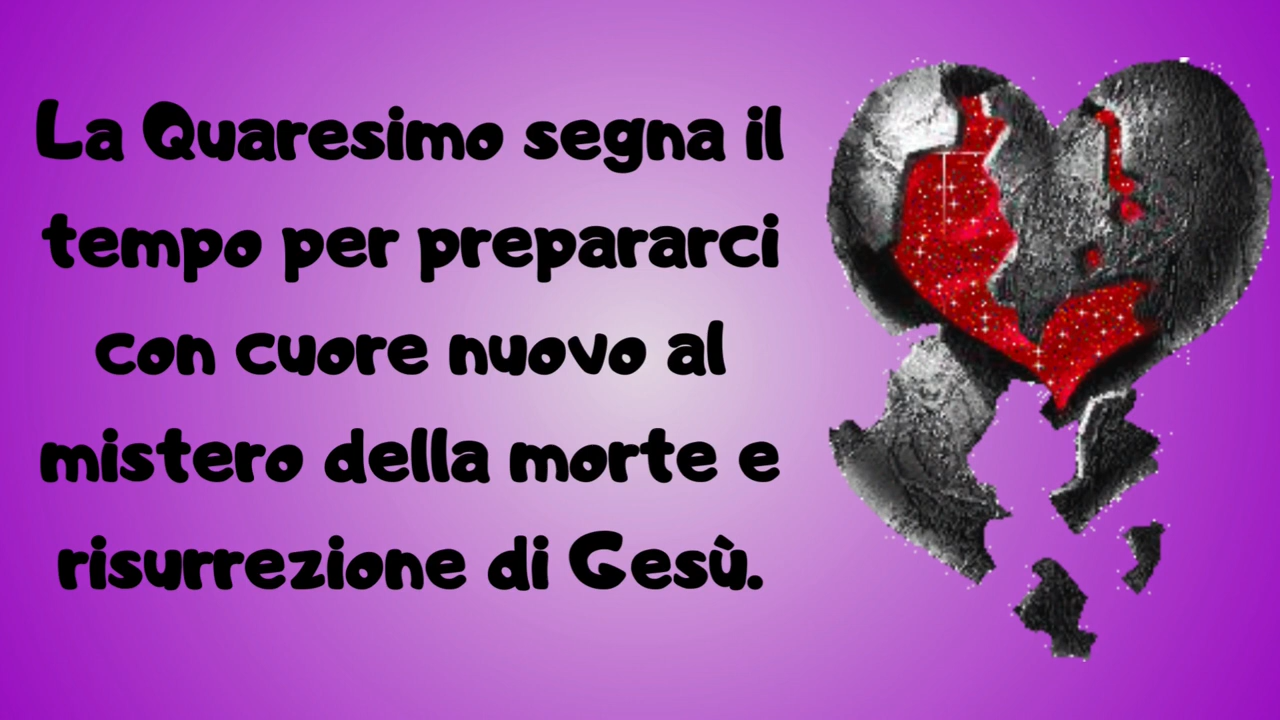 La Quaresimo segna il
tempo per prepararci
con cuore nuovo al
mistero della morte e
risurrezione di Gesù.